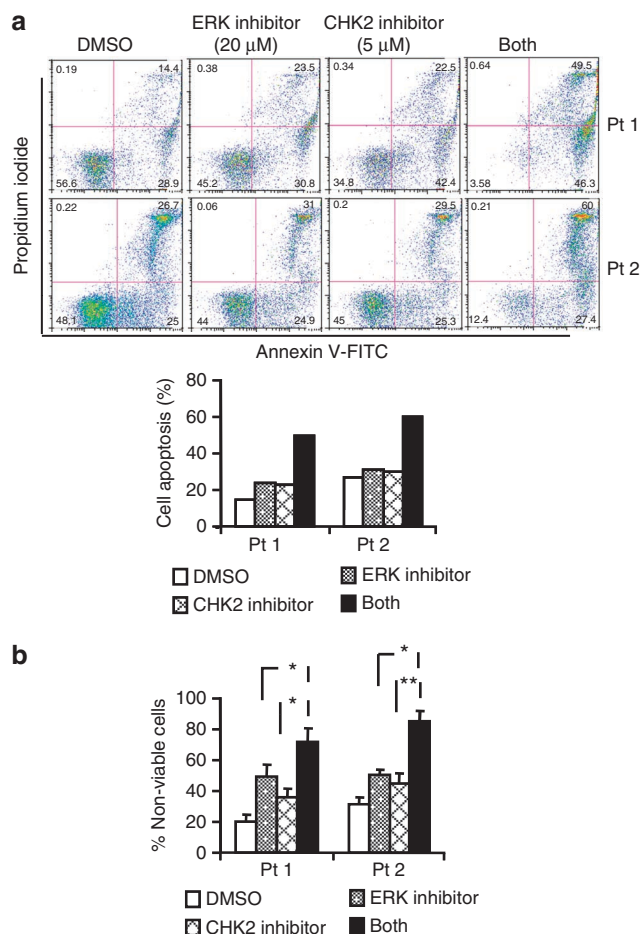 a
DMSO
ERK inhibitor
(20 μM)
CHK2 inhibitor
(5 μM)
Both
Propidium iodide
0.19 14.4
56.6 28.9
0.38 23.5
45.2 30.8
0.34 22.5
34.8 42.4
0.64 49.5
3.58 46.3
Pt 1
0.22 26.7
48.1 25
0.06 31
44 24.9
0.2 29.5
45 25.3
0.21 60
12.4 27.4
Pt 2
Annexin V-FITC
Cell apoptosis (%)
80
60
40
20
0
Pt 1 Pt 2
DMSO ERK inhibitor
CHK2 inhibitor Both
b
% Non-viable cells
100
80
60
40
20
0
* *
* **
Pt 1 Pt 2
DMSO ERK inhibitor
CHK2 inhibitor Both